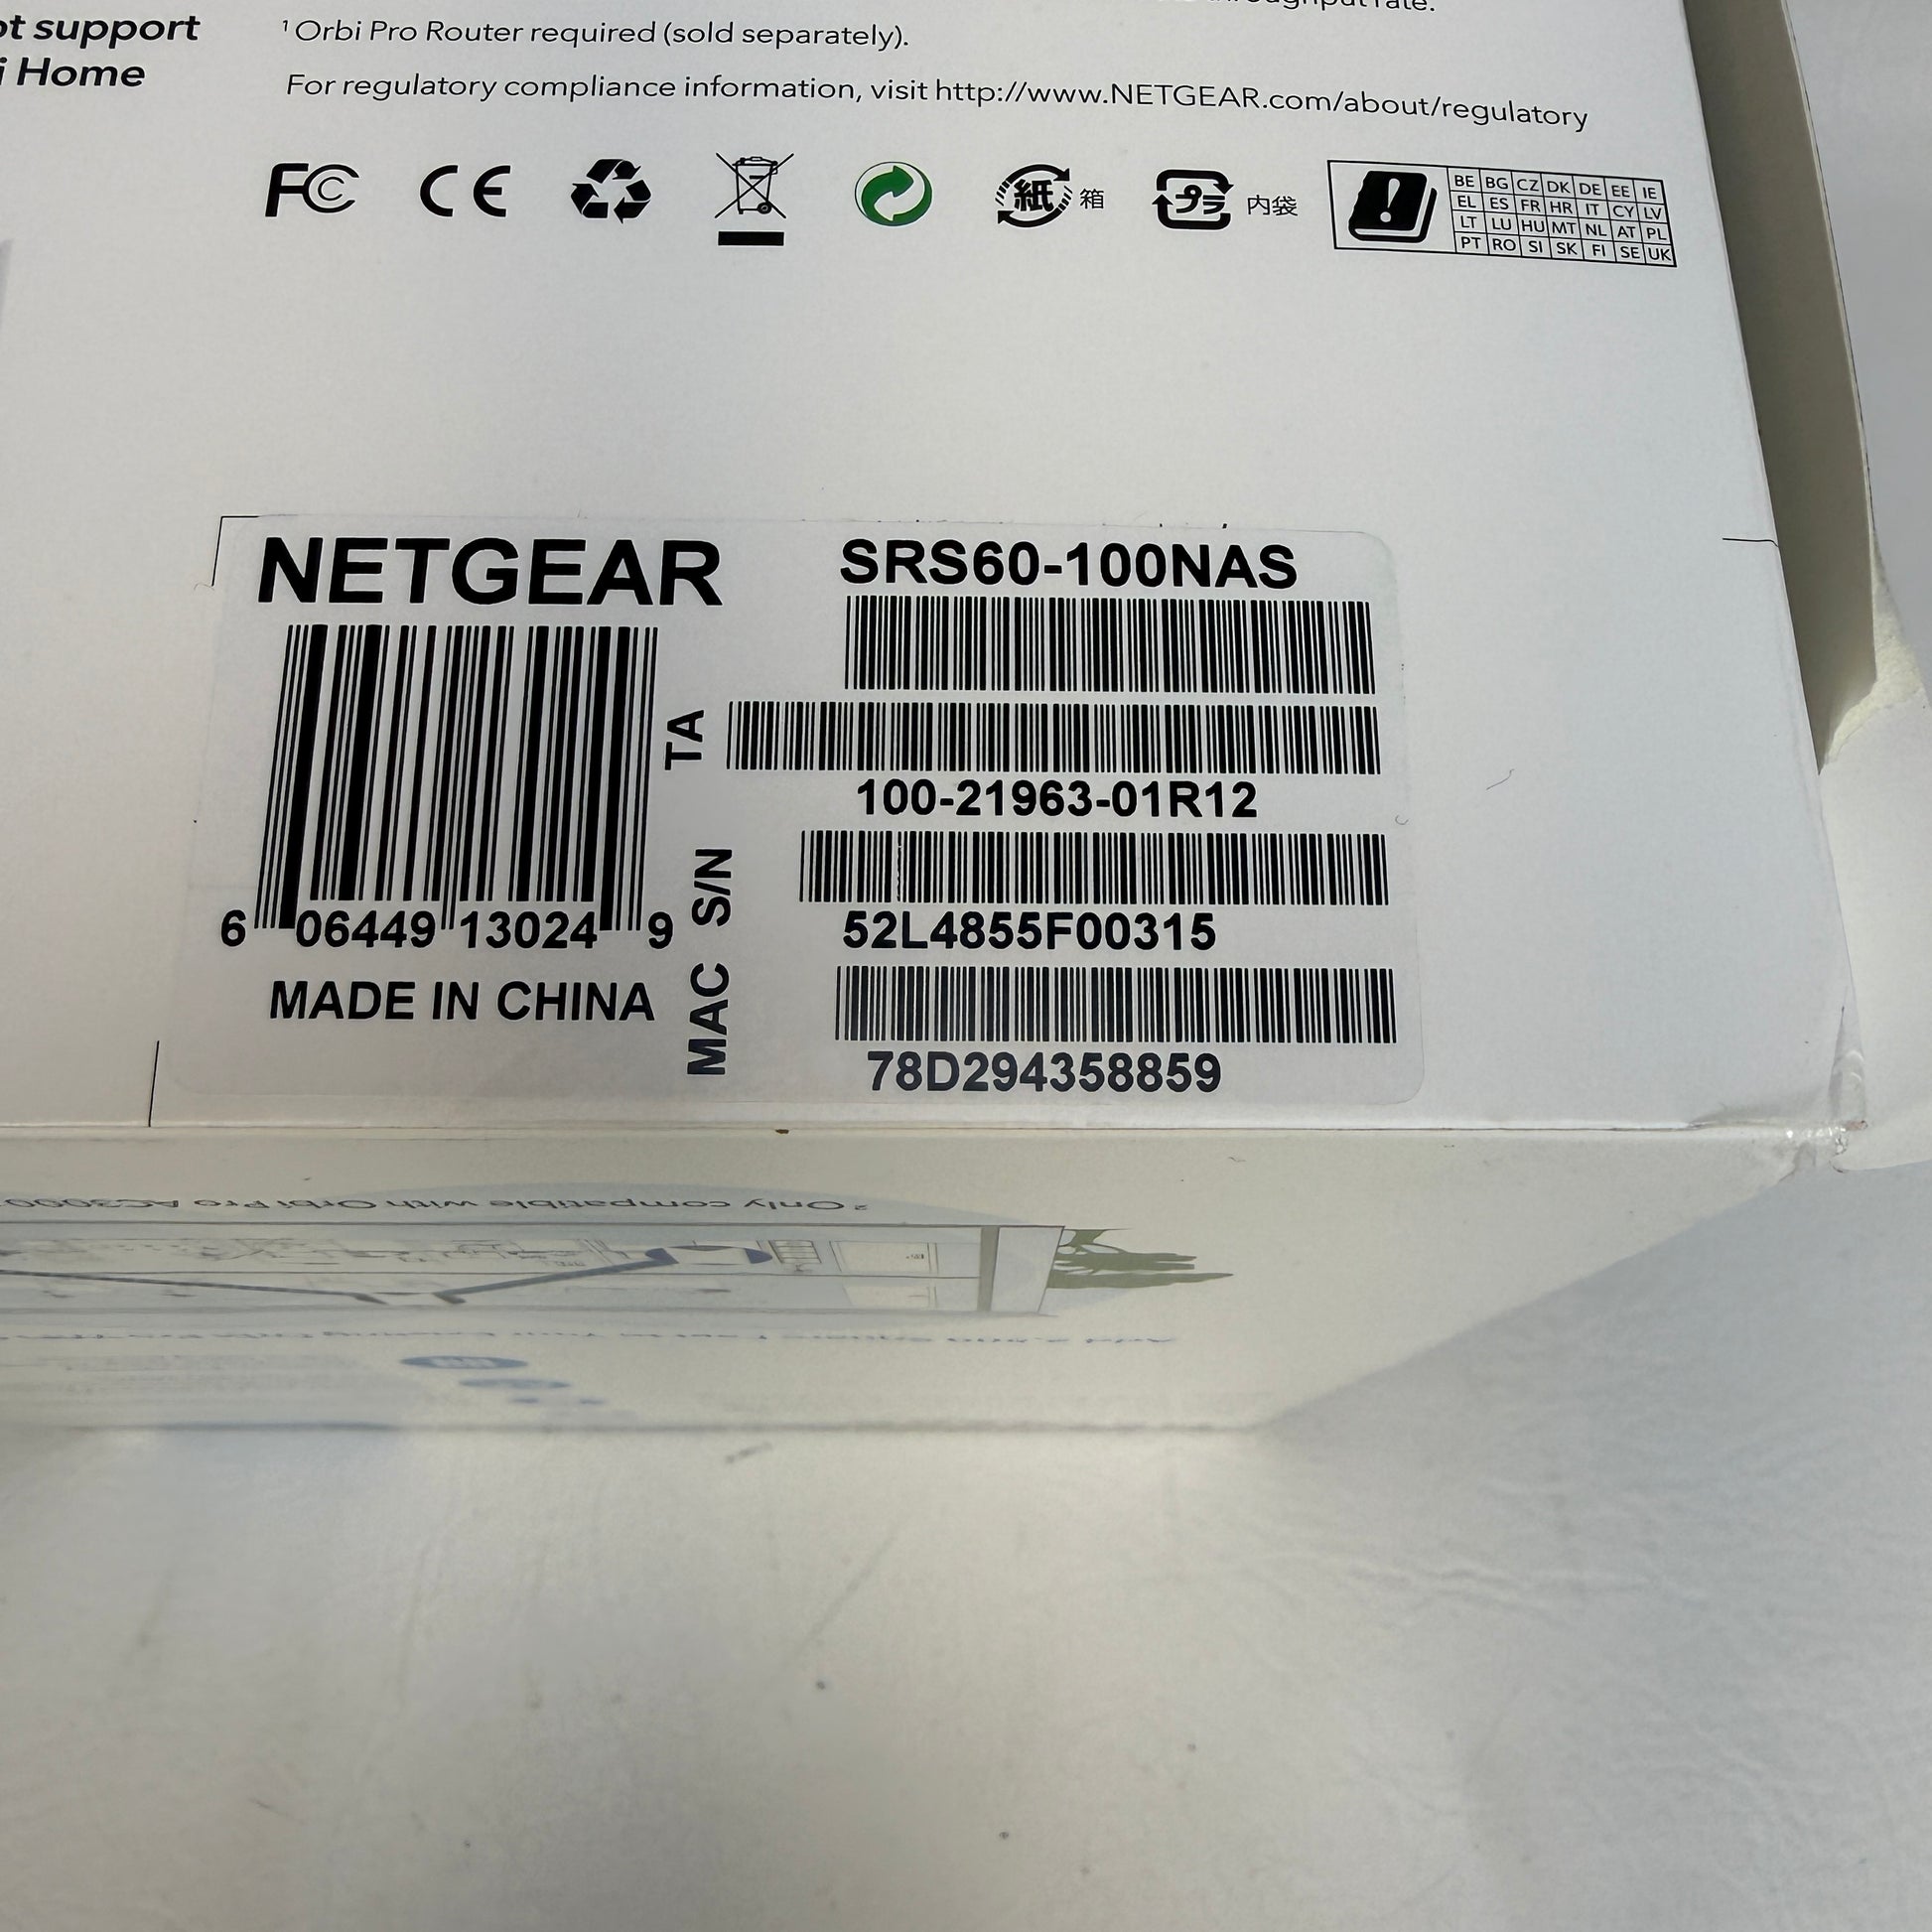 throughput rate.
ot support
i Home
¹ Orbi Pro Router required (sold separately).
For regulatory compliance information, visit http://www.NETGEAR.com/about/regulatory
FC CE 紙 箱 プラ 内袋
BE BG CZ DK DE EE IE
EL ES FR HR IT CY LV
LT LU HU MT NL AT PL
PT RO SI SK FI SE UK
NETGEAR
SRS60-100NAS
TA
100-21963-01R12
S/N
52L4855F00315
6 06449 13024 9
MADE IN CHINA
MAC
78D294358859
² Only compatible with Orbi Pro AC3000